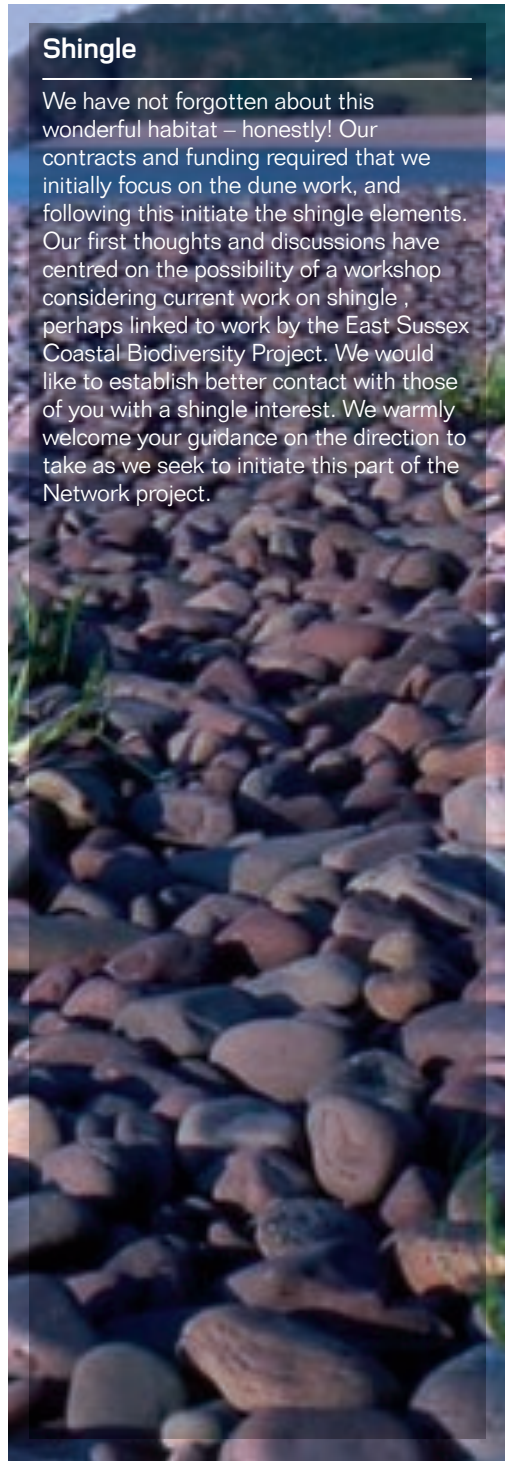 Shingle
We have not forgotten about this
wonderful habitat – honestly! Our
contracts and funding required that we
initially focus on the dune work, and
following this initiate the shingle elements.
Our first thoughts and discussions have
centred on the possibility of a workshop
considering current work on shingle ,
perhaps linked to work by the East Sussex
Coastal Biodiversity Project. We would
like to establish better contact with those
of you with a shingle interest. We warmly
welcome your guidance on the direction to
take as we seek to initiate this part of the
Network project.